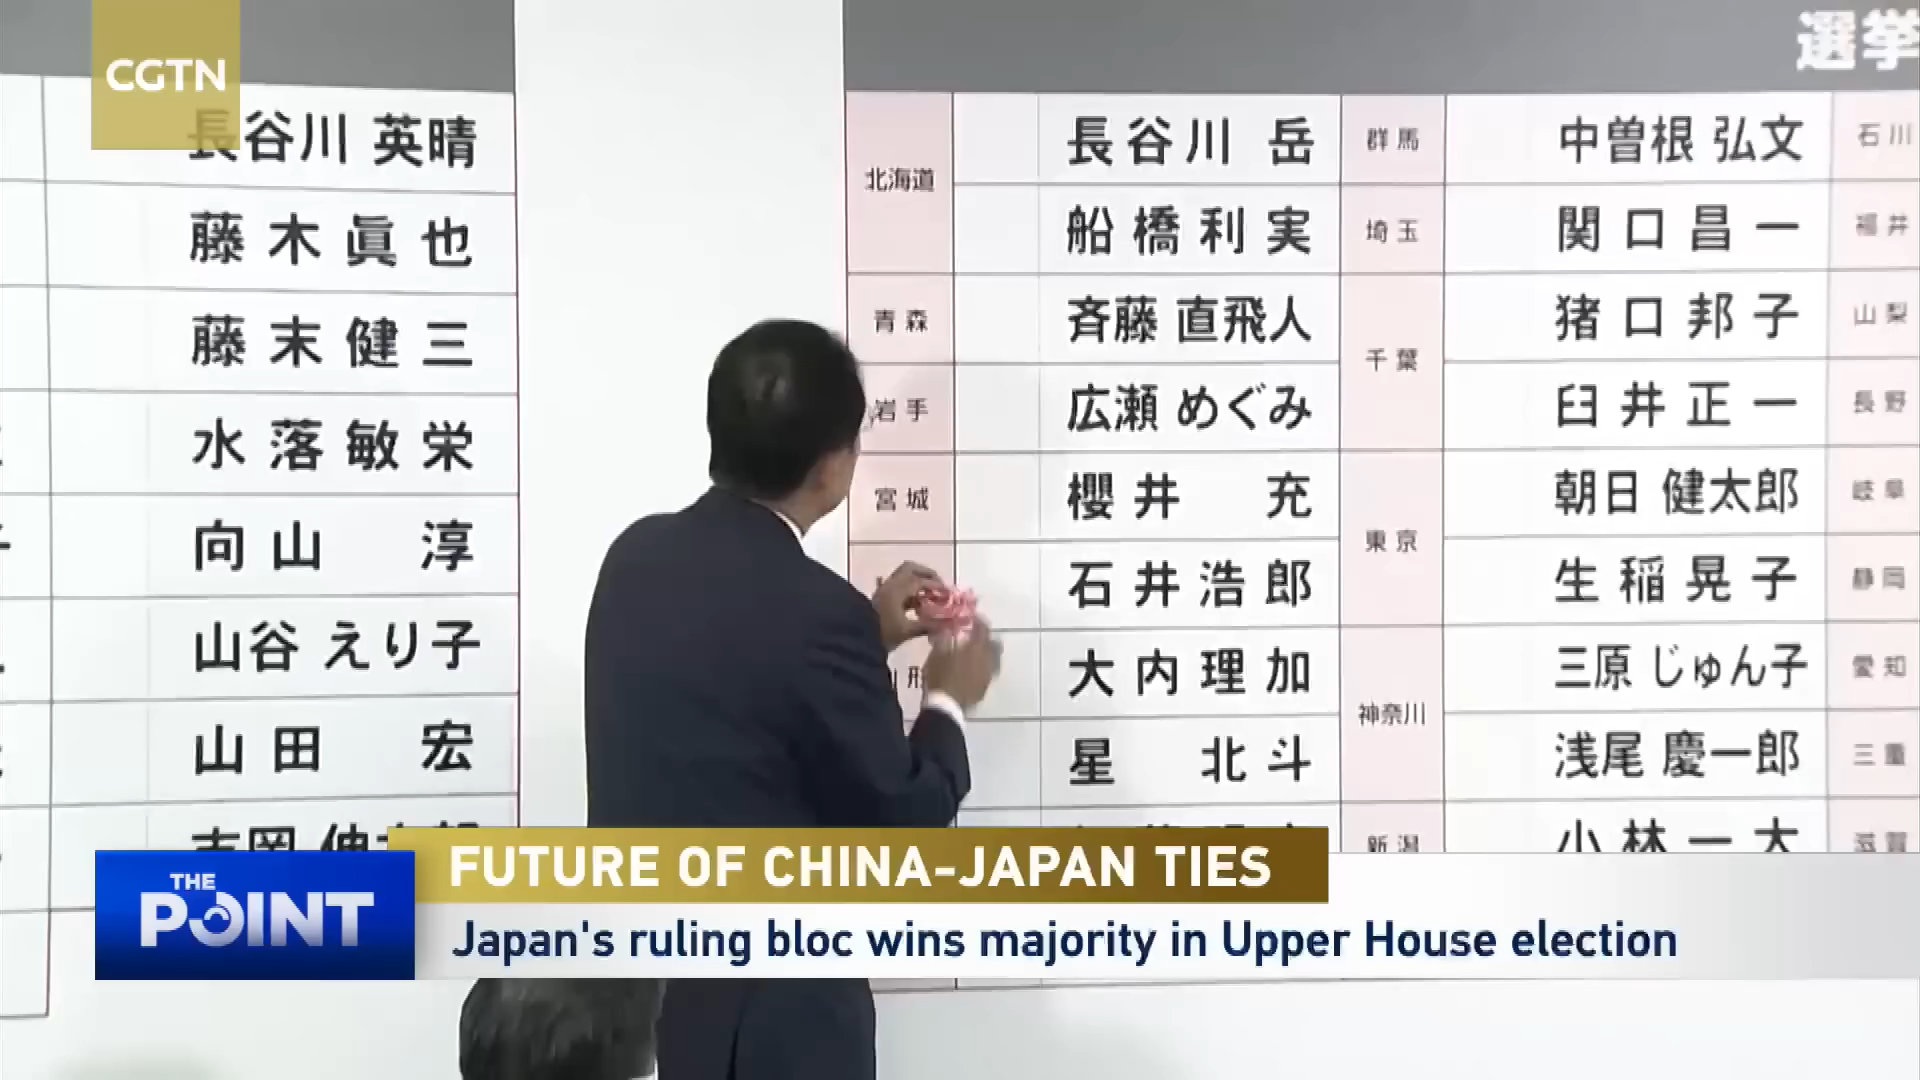 CGTN
選挙
長谷川 英晴
藤木眞也
藤末健三
水落敏栄
向山 淳
山谷えり子
山田 宏
北海道
長谷川 岳
船橋利実
青森
斉藤 直飛人
岩手
広瀬 めぐみ
宮城
櫻井 充
石井浩郎
大内理加
星 北斗
群馬
中曽根 弘文
埼玉
関口昌一
千葉
猪口邦子
臼井正一
東京
朝日 健太郎
生稲晃子
神奈川
三原 じゅん子
浅尾 慶一郎
新潟
小林一大
石川
福井
山梨
長野
岐阜
静岡
愛知
三重
滋賀
THE
POINT
FUTURE OF CHINA-JAPAN TIES
Japan's ruling bloc wins majority in Upper House election